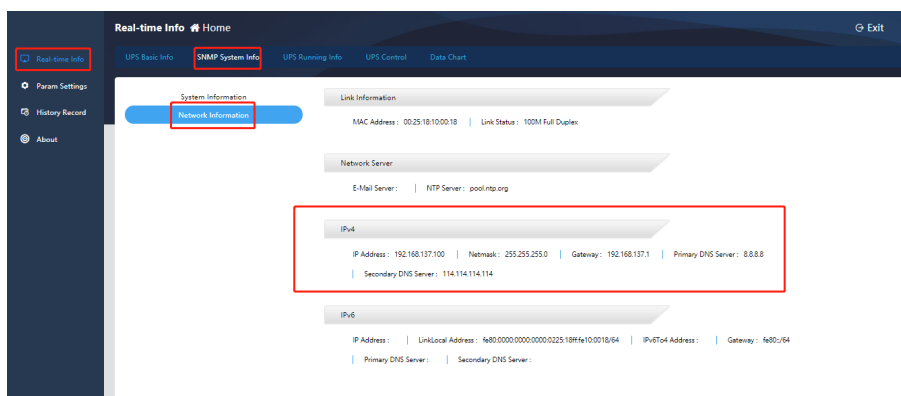 Real-time Info Home
Exit
Real-time Info
Param Settings
History Record
About
UPS Basic Info SNMP System Info UPS Running Info UPS Control Data Chart
System Information
Network Information
Link Information
MAC Address : 00:25:18:10:00:18 | Link Status : 100M Full Duplex
Network Server
E-Mail Server : | NTP Server : pool.ntp.org
IPv4
IP Address : 192.168.137.100 | Netmask : 255.255.255.0 | Gateway : 192.168.137.1 | Primary DNS Server : 8.8.8.8
| Secondary DNS Server : 114.114.114.114
IPv6
IP Address : | LinkLocal Address : fe80:0000:0000:0000:0225:18ff:fe10:0018/64 | IPv6To4 Address : | Gateway : fe80::/64
| Primary DNS Server : | Secondary DNS Server :